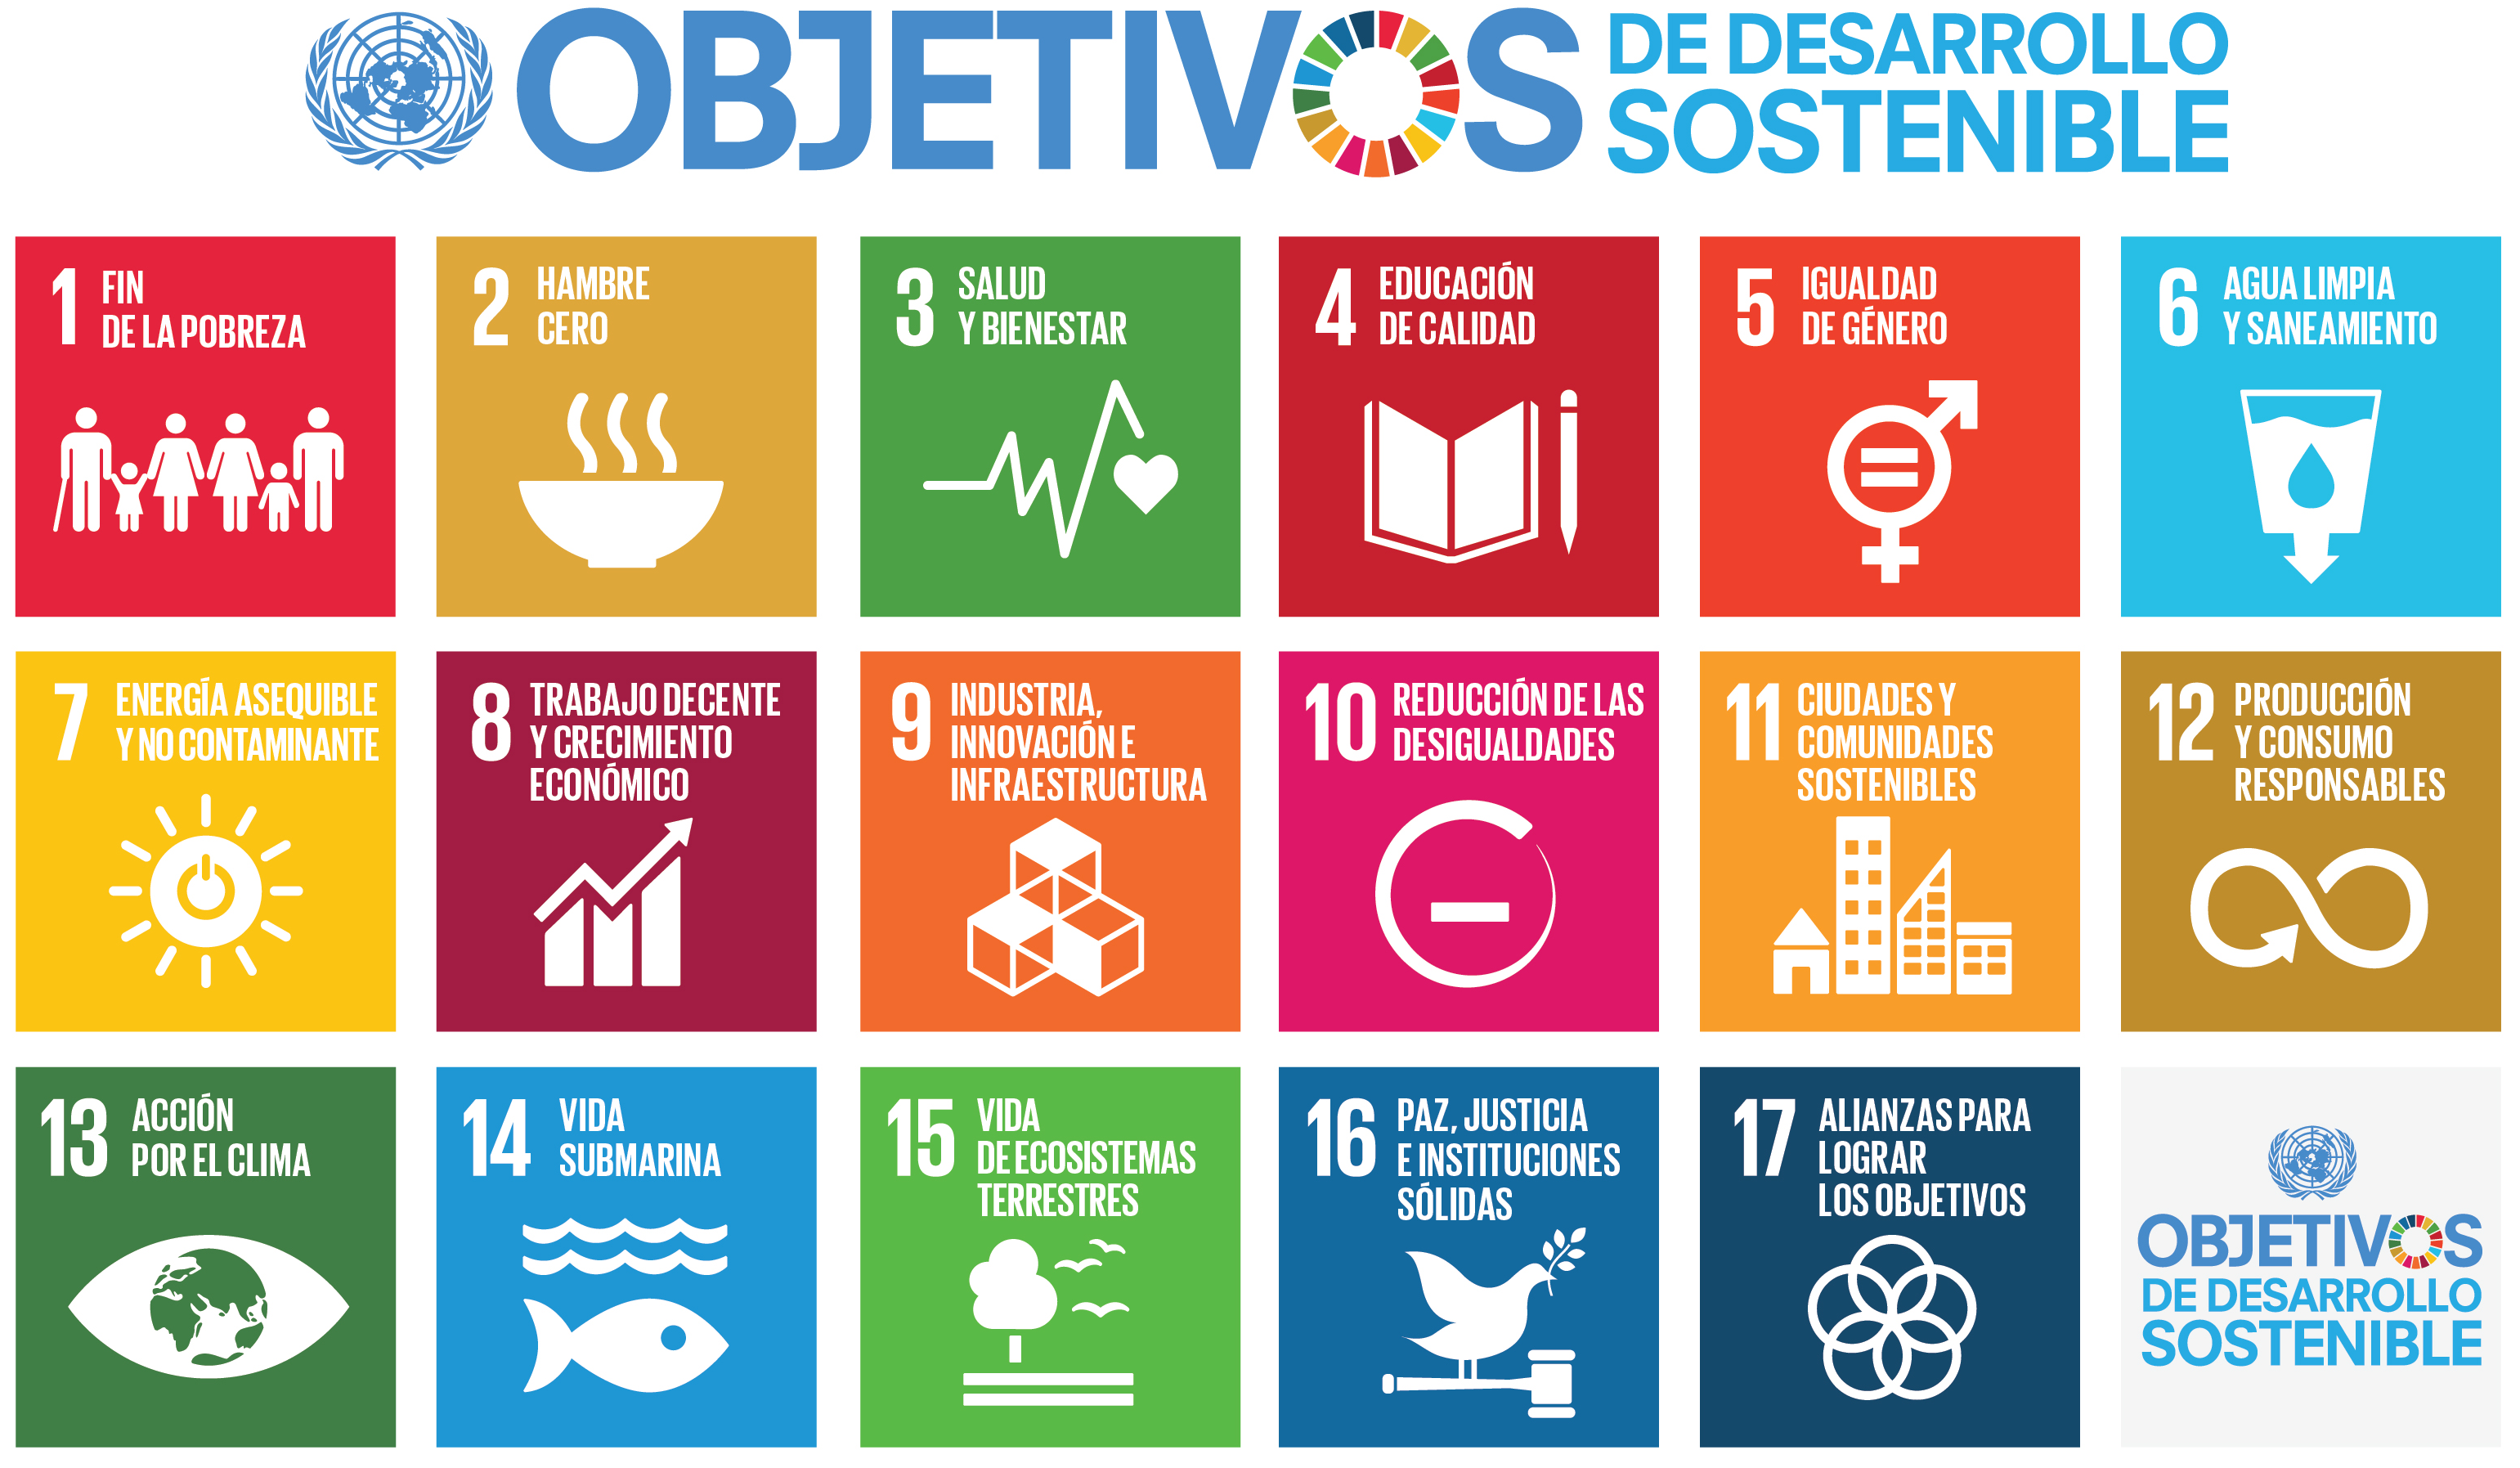 OBJETIVOS
DE DESARROLLO
SOSTENIBLE
1 FIN
DE LA POBREZA
2 HAMBRE
CERO
3 SALUD
Y BIENESTAR
4 EDUCACIÓN
DE CALIDAD
5 IGUALDAD
DE GÉNERO
6 AGUA LIMPIA
Y SANEAMIENTO
7 ENERGÍA ASEQUIBLE
Y NO CONTAMINANTE
8 TRABAJO DECENTE
Y CRECIMIENTO
ECONÓMICO
9 INDUSTRIA,
INNOVACIÓN E
INFRAESTRUCTURA
10 REDUCCIÓN DE LAS
DESIGUALDADES
11 CIUDADES Y
COMUNIDADES
SOSTENIBLES
12 PRODUCCIÓN
Y CONSUMO
RESPONSABLES
13 ACCIÓN
POR EL CLIMA
14 VIDA
SUBMARINA
15 VIDA
DE ECOSISTEMAS
TERRESTRES
16 PAZ, JUSTICIA
E INSTITUCIONES
SÓLIDAS
17 ALIANZAS PARA
LOGRAR
LOS OBJETIVOS
OBJETIVOS
DE DESARROLLO
SOSTENIBLE